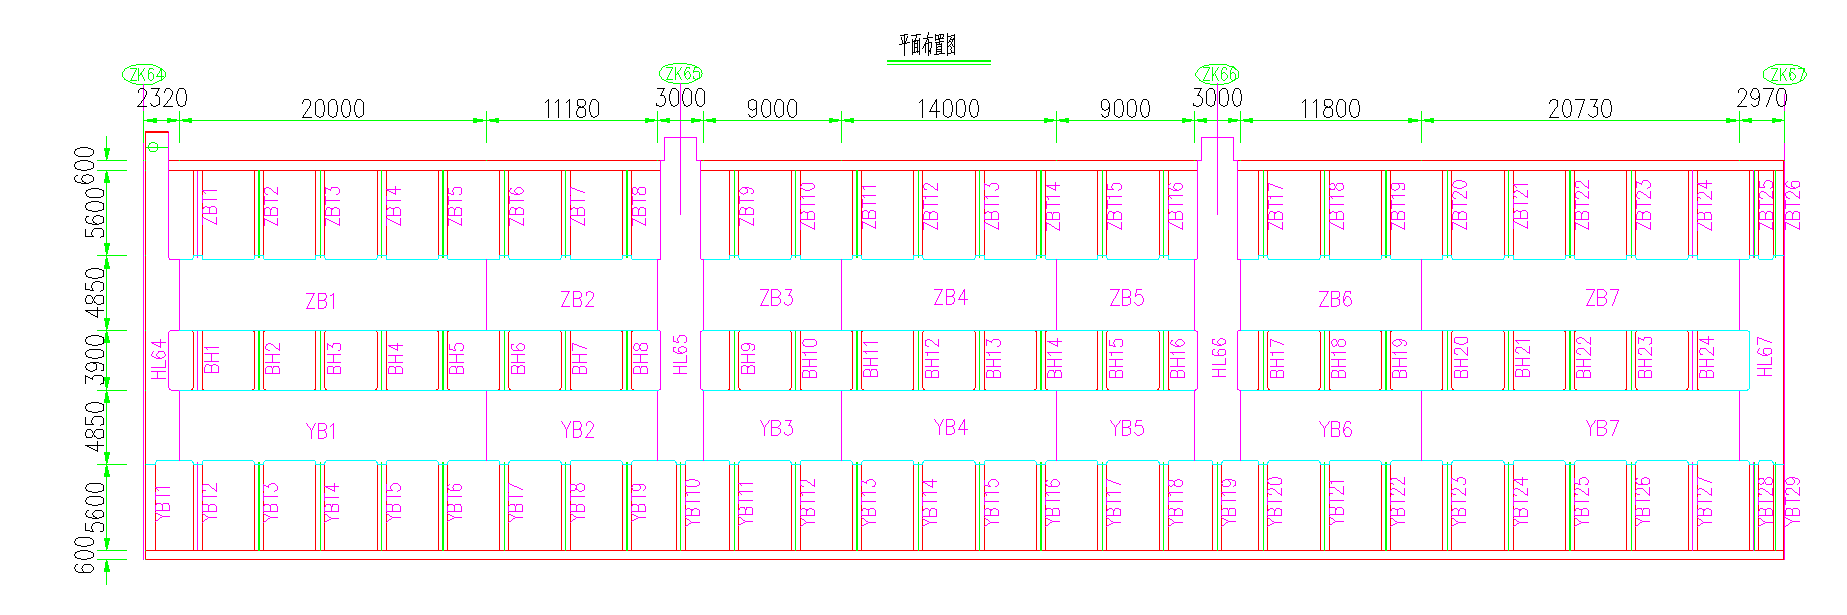 平面布置图
ZK64 ZK65 ZK66 ZK67
2320 20000 11180 3000 9000 14000 9000 3000 11800 20730 2970
600
5600
ZBT1 ZBT2 ZBT3 ZBT4 ZBT5 ZBT6 ZBT7 ZBT8 ZBT9 ZBT10 ZBT11 ZBT12 ZBT13 ZBT14 ZBT15 ZBT16 ZBT17 ZBT18 ZBT19 ZBT20 ZBT21 ZBT22 ZBT23 ZBT24 ZBT25 ZBT26
4850
ZB1 ZB2 ZB3 ZB4 ZB5 ZB6 ZB7
3900
HL64 BH1 BH2 BH3 BH4 BH5 BH6 BH7 BH8 HL65 BH9 BH10 BH11 BH12 BH13 BH14 BH15 BH16 HL66 BH17 BH18 BH19 BH20 BH21 BH22 BH23 BH24 HL67
4850
YB1 YB2 YB3 YB4 YB5 YB6 YB7
5600
YBT1 YBT2 YBT3 YBT4 YBT5 YBT6 YBT7 YBT8 YBT9 YBT10 YBT11 YBT12 YBT13 YBT14 YBT15 YBT16 YBT17 YBT18 YBT19 YBT20 YBT21 YBT22 YBT23 YBT24 YBT25 YBT26 YBT27 YBT28 YBT29
600